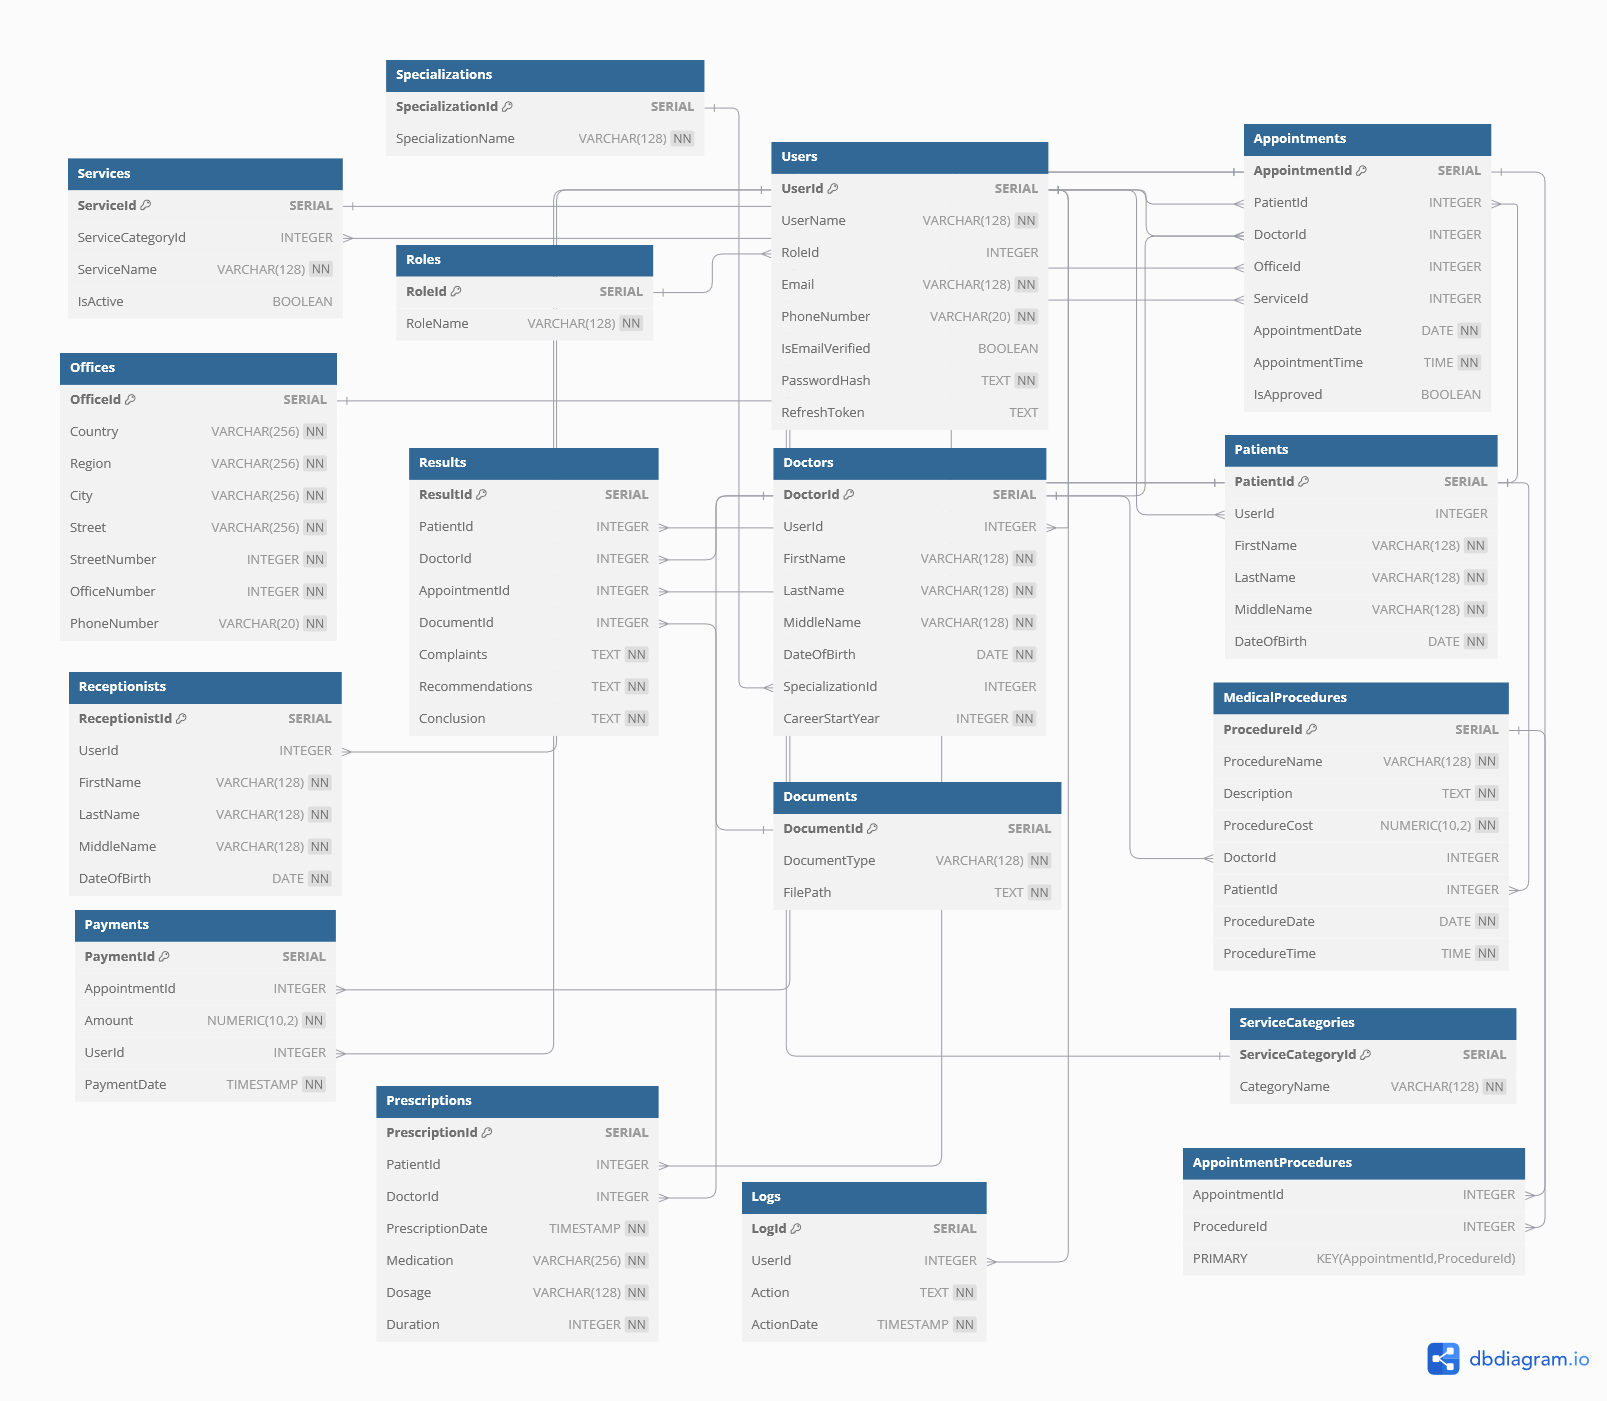 Specializations
SpecializationId SERIAL
SpecializationName VARCHAR(128) NN
Services
ServiceId SERIAL
ServiceCategoryId INTEGER
ServiceName VARCHAR(128) NN
IsActive BOOLEAN
Roles
RoleId SERIAL
RoleName VARCHAR(128) NN
Users
UserId SERIAL
UserName VARCHAR(128) NN
RoleId INTEGER
Email VARCHAR(128) NN
PhoneNumber VARCHAR(20) NN
IsEmailVerified BOOLEAN
PasswordHash TEXT NN
RefreshToken TEXT
Appointments
AppointmentId SERIAL
PatientId INTEGER
DoctorId INTEGER
OfficeId INTEGER
ServiceId INTEGER
AppointmentDate DATE NN
AppointmentTime TIME NN
IsApproved BOOLEAN
Offices
OfficeId SERIAL
Country VARCHAR(256) NN
Region VARCHAR(256) NN
City VARCHAR(256) NN
Street VARCHAR(256) NN
StreetNumber INTEGER NN
OfficeNumber INTEGER NN
PhoneNumber VARCHAR(20) NN
Results
ResultId SERIAL
PatientId INTEGER
DoctorId INTEGER
AppointmentId INTEGER
DocumentId INTEGER
Complaints TEXT NN
Recommendations TEXT NN
Conclusion TEXT NN
Doctors
DoctorId SERIAL
UserId INTEGER
FirstName VARCHAR(128) NN
LastName VARCHAR(128) NN
MiddleName VARCHAR(128) NN
DateOfBirth DATE NN
SpecializationId INTEGER
CareerStartYear INTEGER NN
Patients
PatientId SERIAL
UserId INTEGER
FirstName VARCHAR(128) NN
LastName VARCHAR(128) NN
MiddleName VARCHAR(128) NN
DateOfBirth DATE NN
Receptionists
ReceptionistId SERIAL
UserId INTEGER
FirstName VARCHAR(128) NN
LastName VARCHAR(128) NN
MiddleName VARCHAR(128) NN
DateOfBirth DATE NN
Documents
DocumentId SERIAL
DocumentType VARCHAR(128) NN
FilePath TEXT NN
MedicalProcedures
ProcedureId SERIAL
ProcedureName VARCHAR(128) NN
Description TEXT NN
ProcedureCost NUMERIC(10,2) NN
DoctorId INTEGER
PatientId INTEGER
ProcedureDate DATE NN
ProcedureTime TIME NN
Payments
PaymentId SERIAL
AppointmentId INTEGER
Amount NUMERIC(10,2) NN
UserId INTEGER
PaymentDate TIMESTAMP NN
ServiceCategories
ServiceCategoryId SERIAL
CategoryName VARCHAR(128) NN
Prescriptions
PrescriptionId SERIAL
PatientId INTEGER
DoctorId INTEGER
PrescriptionDate TIMESTAMP NN
Medication VARCHAR(256) NN
Dosage VARCHAR(128) NN
Duration INTEGER NN
Logs
LogId SERIAL
UserId INTEGER
Action TEXT NN
ActionDate TIMESTAMP NN
AppointmentProcedures
AppointmentId INTEGER
ProcedureId INTEGER
PRIMARY KEY(AppointmentId,ProcedureId)
dbdiagram.io